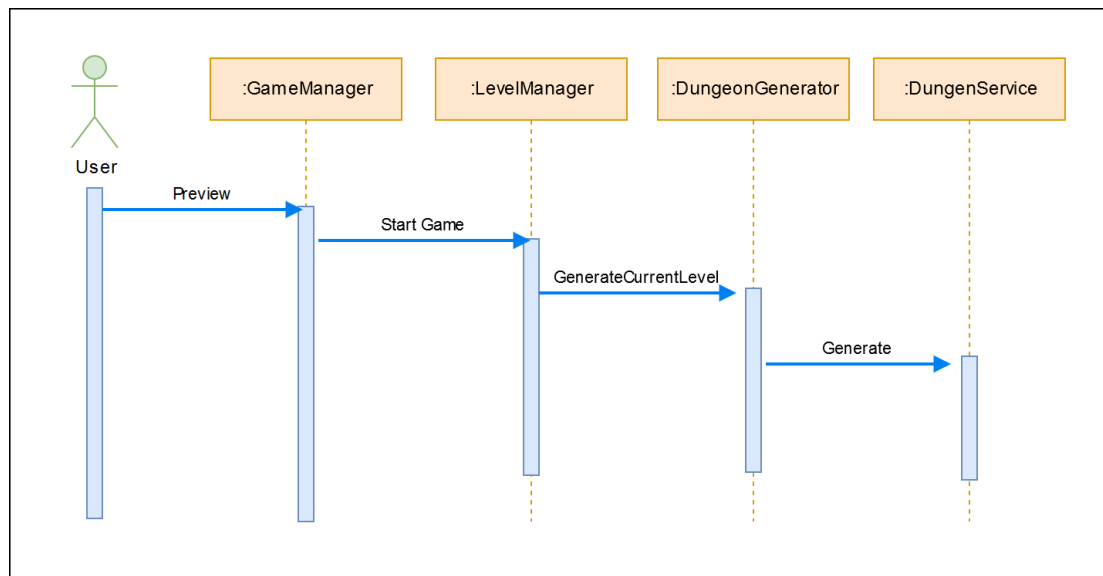 :GameManager
:LevelManager
:DungeonGenerator
:DungenService
User
Preview
Start Game
GenerateCurrentLevel
Generate